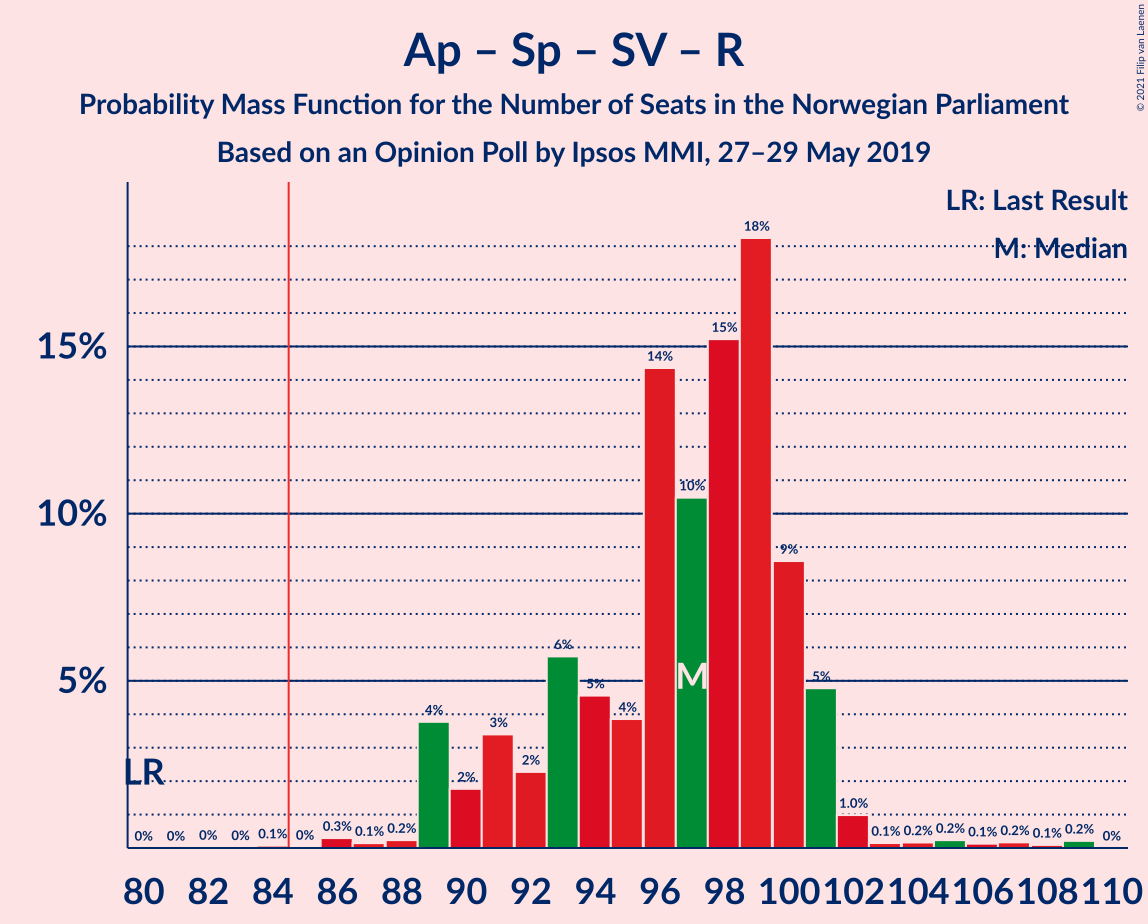 Ap – Sp – SV – R
Probability Mass Function for the Number of Seats in the Norwegian Parliament
Based on an Opinion Poll by Ipsos MMI, 27–29 May 2019
© 2021 Filip van Laenen
LR: Last Result
M: Median
18%
15%
15%
14%
10%
10%
9%
6%
5%
5%
5%
M
4%
4%
3%
2%
2%
LR
0% 0% 0% 0% 0.1% 0% 0.3% 0.1% 0.2% 1.0% 0.1% 0.2% 0.2% 0.1% 0.2% 0.1% 0.2% 0%
80 82 84 86 88 90 92 94 96 98 100 102 104 106 108 110